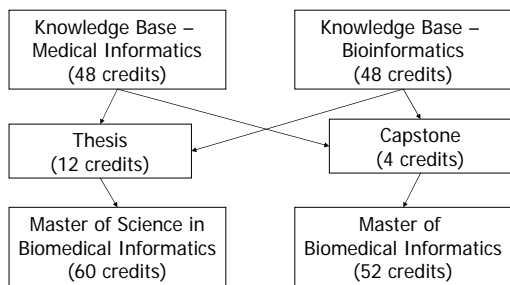 Knowledge Base –
Medical Informatics
(48 credits)
Knowledge Base –
Bioinformatics
(48 credits)
Thesis
(12 credits)
Capstone
(4 credits)
Master of Science in
Biomedical Informatics
(60 credits)
Master of
Biomedical Informatics
(52 credits)